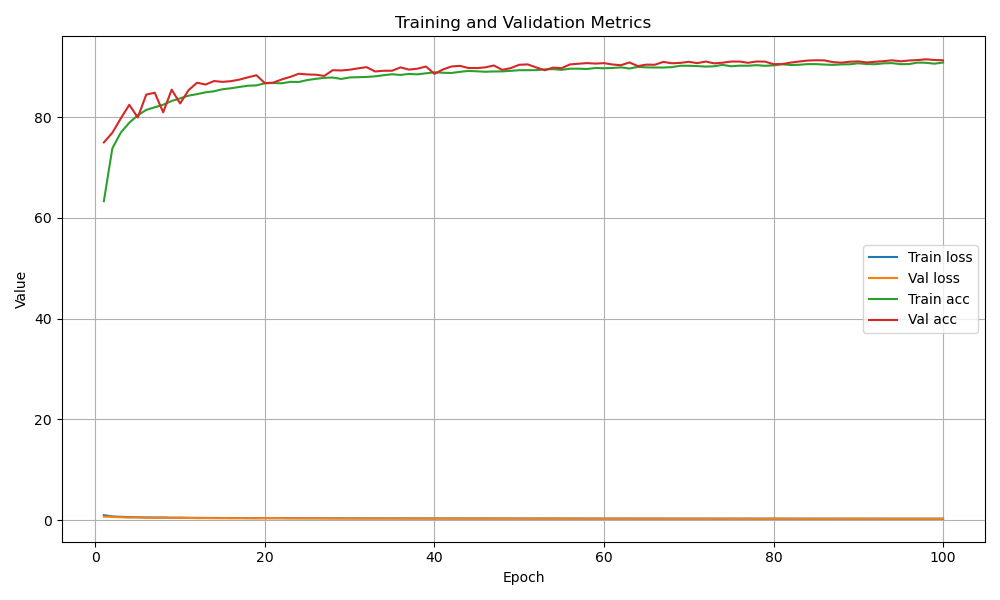 Training and Validation Metrics
Value
80
60
40
20
0
Train loss
Val loss
Train acc
Val acc
0 20 40 60 80 100
Epoch